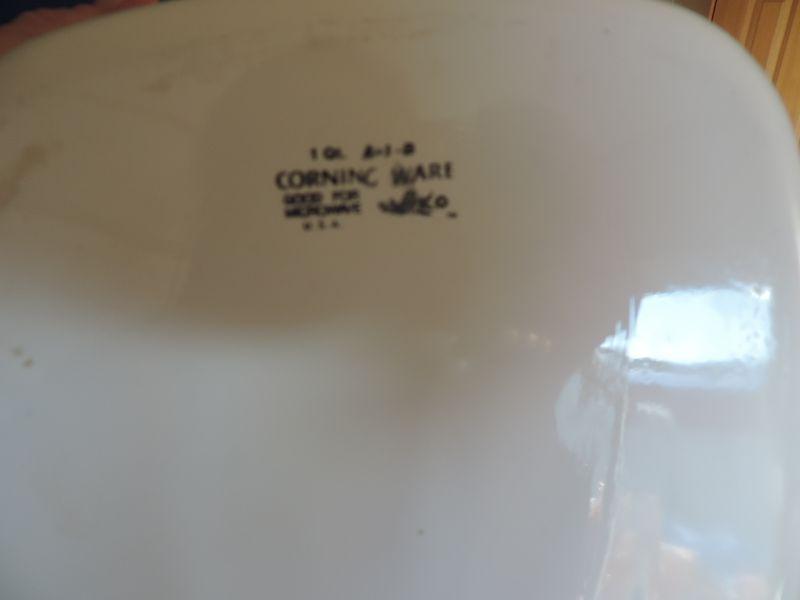 1 Qt. A-1-B
CORNING WARE
GOOD FOR
MICROWAVE
U.S.A.